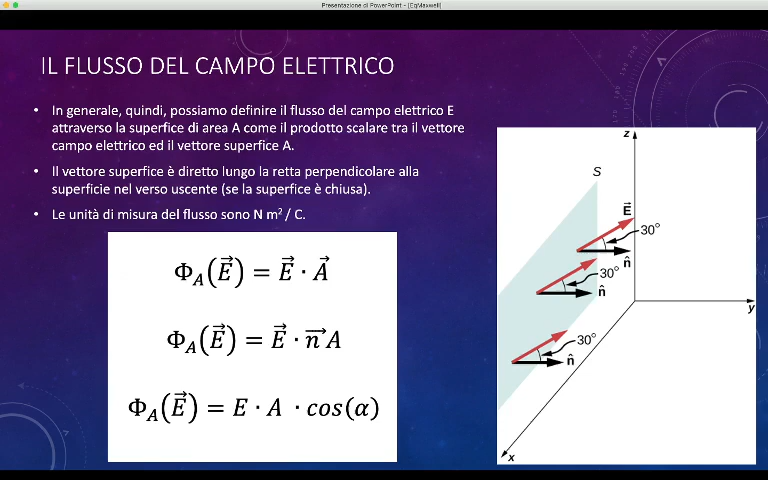 Presentazione di PowerPoint - [EqMaxwell]
IL FLUSSO DEL CAMPO ELETTRICO
• In generale, quindi, possiamo definire il flusso del campo elettrico E
attraverso la superfice di area A come il prodotto scalare tra il vettore
campo elettrico ed il vettore superfice A.
• Il vettore superfice è diretto lungo la retta perpendicolare alla
superficie nel verso uscente (se la superfice è chiusa).
• Le unità di misura del flusso sono N m² / C.
Φ_A(E⃗) = E⃗ · A⃗
Φ_A(E⃗) = E⃗ · n⃗A
Φ_A(E⃗) = E · A · cos(α)
z
S
E⃗
30°
n̂
30°
n̂
y
30°
n̂
x